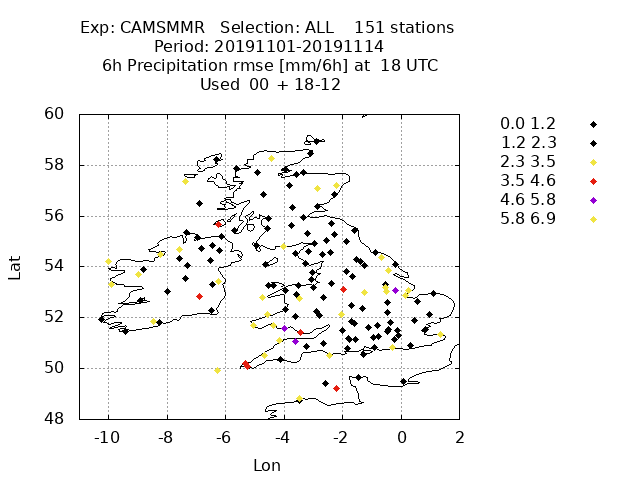 Exp: CAMSMMR Selection: ALL 151 stations
Period: 20191101-20191114
6h Precipitation rmse [mm/6h] at 18 UTC
Used 00 + 18-12
60
58
56
54
52
50
48
Lat
-10 -8 -6 -4 -2 0 2
Lon
0.0 1.2
1.2 2.3
2.3 3.5
3.5 4.6
4.6 5.8
5.8 6.9